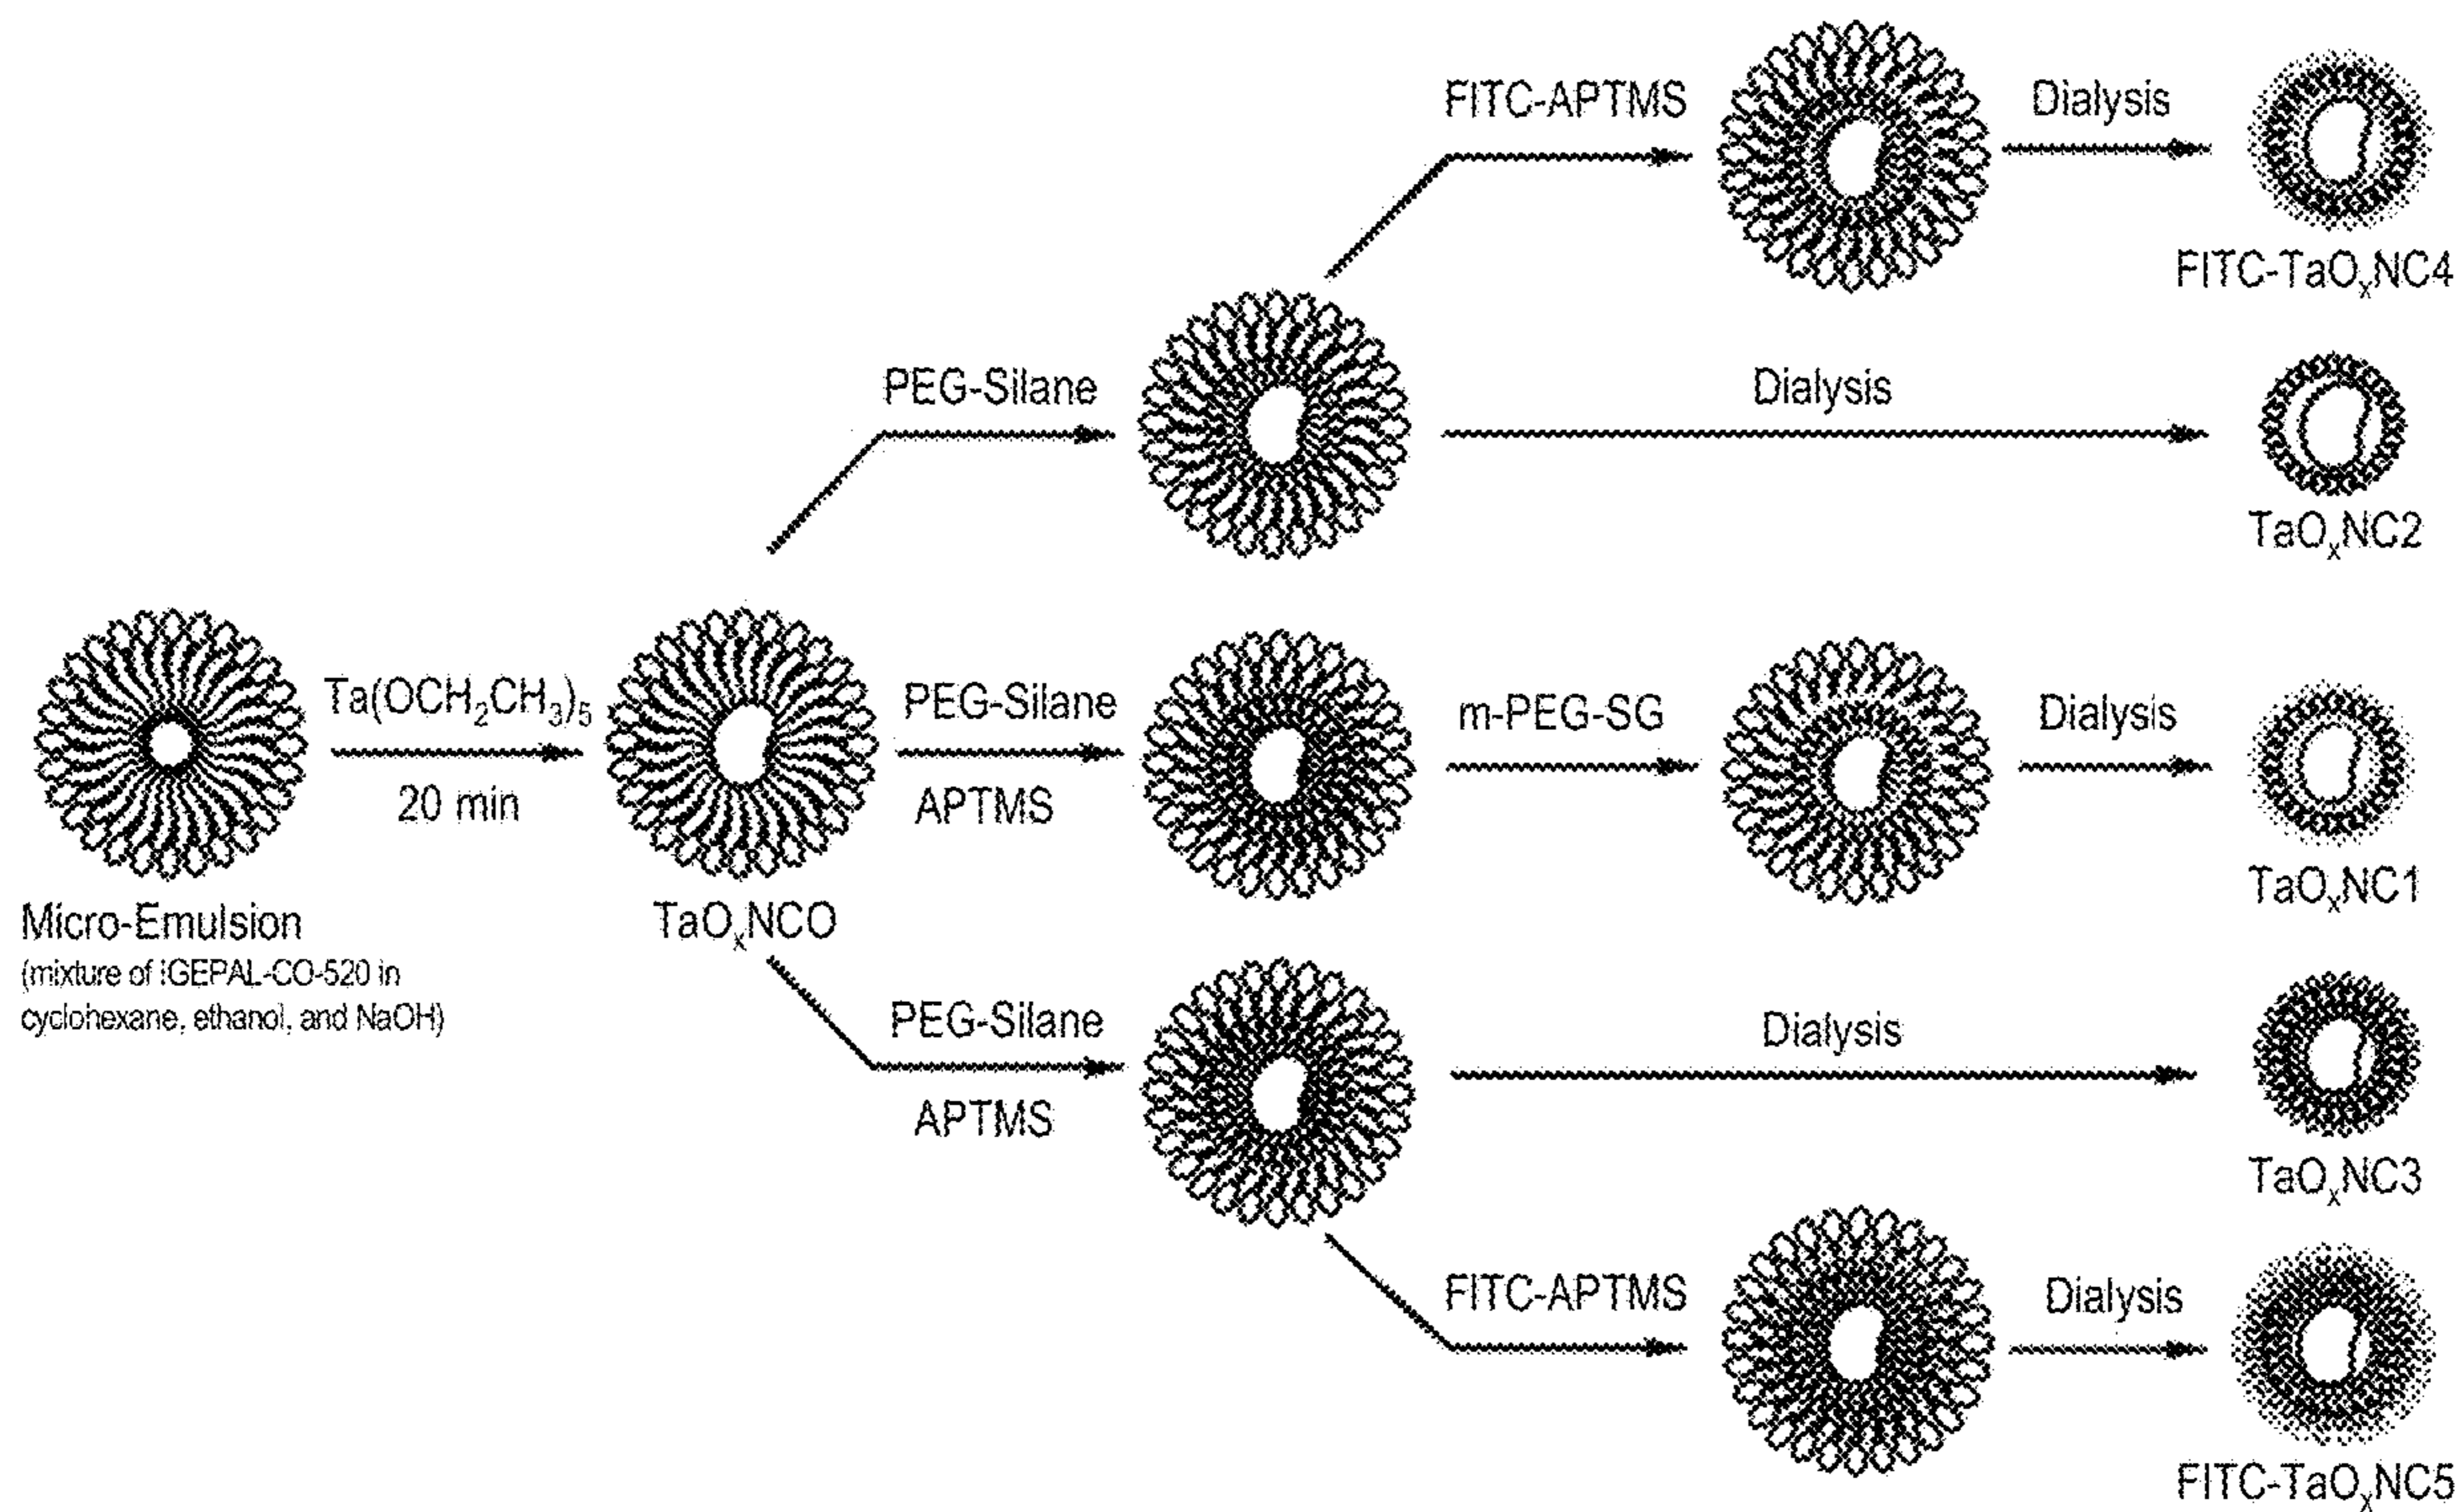 FITC-APTMS
Dialysis
FITC-TaOₓNC4
PEG-Silane
Dialysis
TaOₓNC2
Ta(OCH₂CH₃)₅
20 min
PEG-Silane
APTMS
m-PEG-SG
Dialysis
TaOₓNC1
Micro-Emulsion
(mixture of IGEPAL-CO-520 in
cyclohexane, ethanol, and NaOH)
TaOₓNCO
PEG-Silane
APTMS
Dialysis
TaOₓNC3
FITC-APTMS
Dialysis
FITC-TaOₓNC5